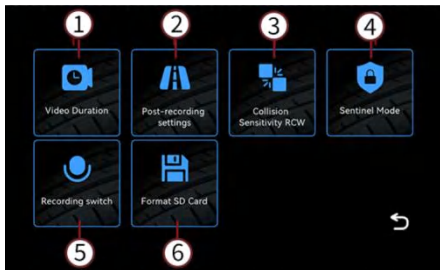 1 2 3 4
Video Duration
Post-recording
settings
Collision
Sensitivity RCW
Sentinel Mode
Recording switch
Format SD Card
5 6